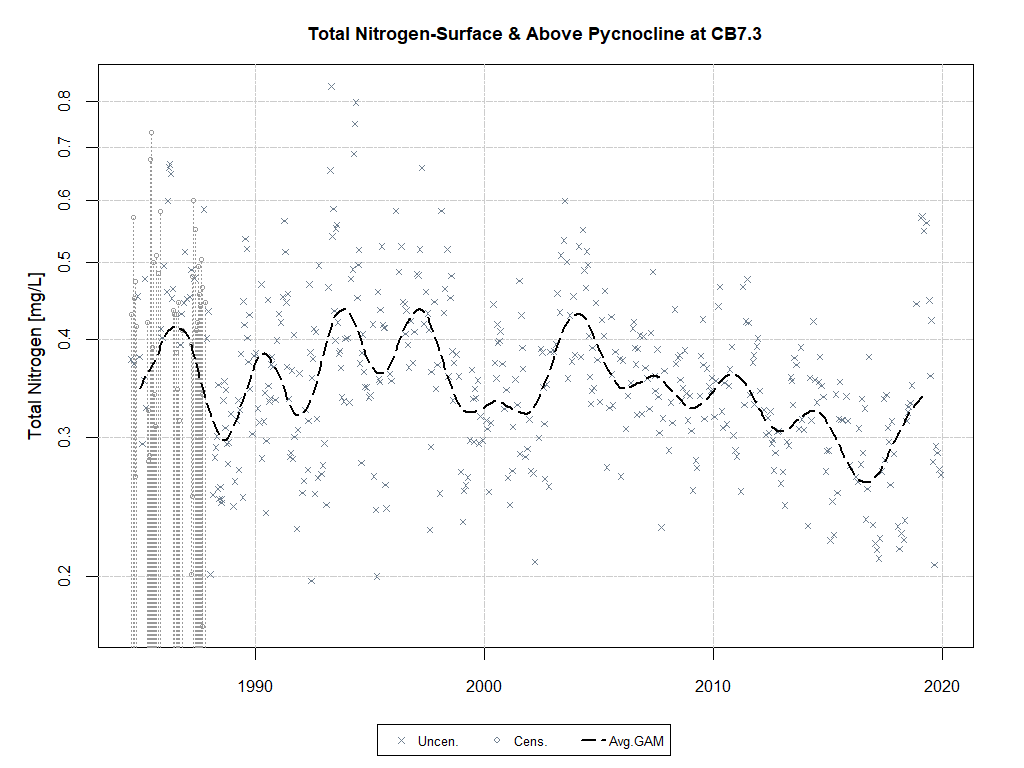 Total Nitrogen-Surface & Above Pycnocline at CB7.3
Total Nitrogen [mg/L]
0.8
0.7
0.6
0.5
0.4
0.3
0.2
1990 2000 2010 2020
Uncen. Cens. Avg.GAM